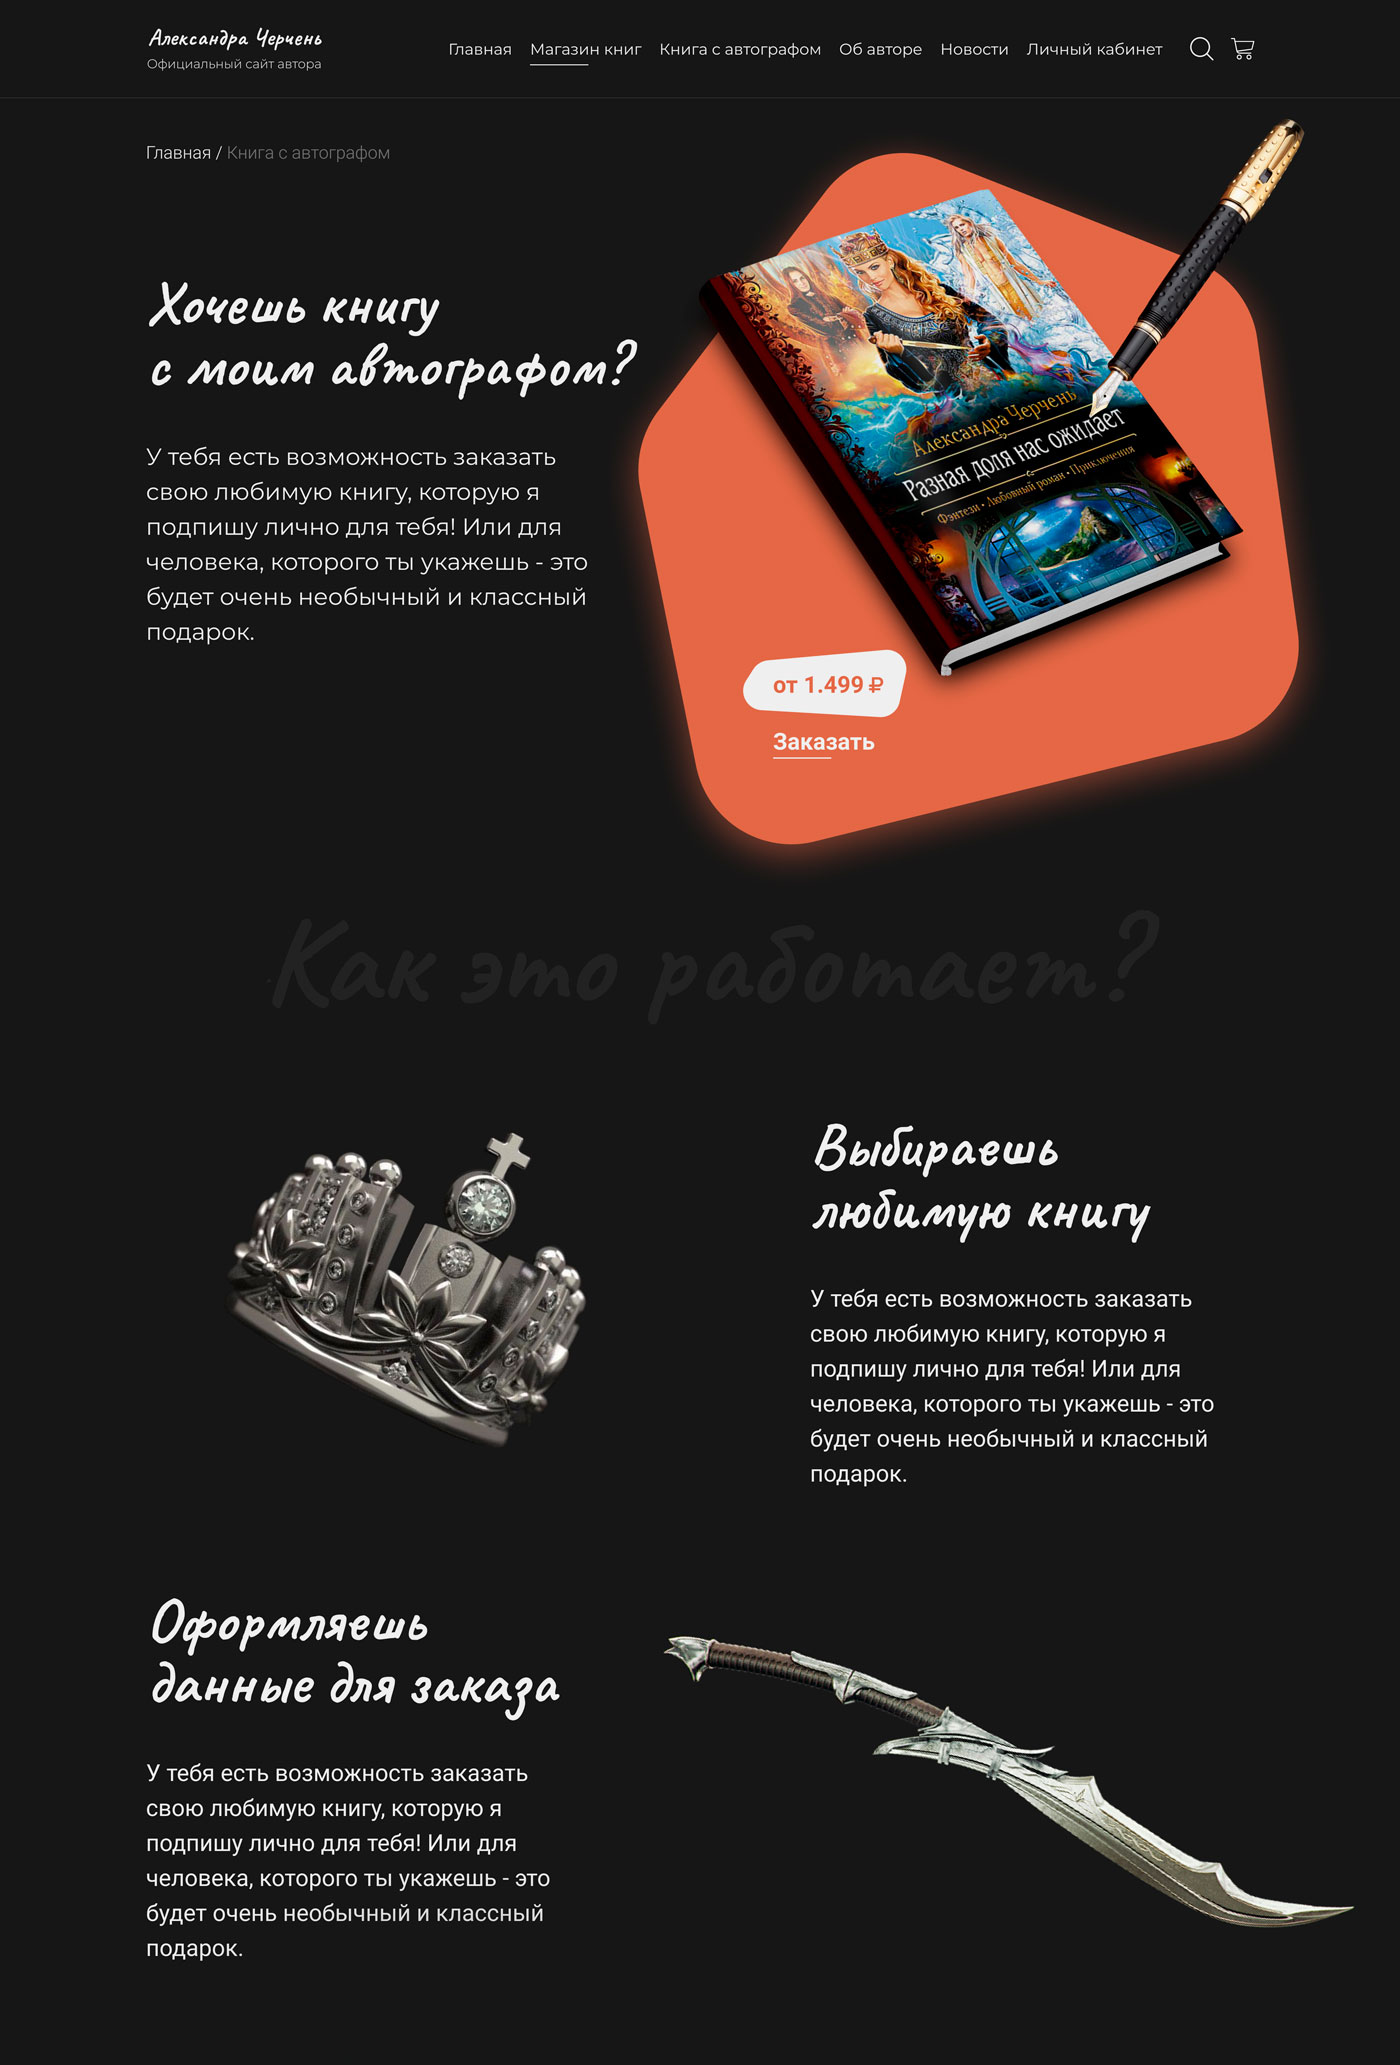 Александра Черчень
Официальный сайт автора
Главная Магазин книг Книга с автографом Об авторе Новости Личный кабинет
Главная / Книга с автографом
Хочешь книгу
с моим автографом?
У тебя есть возможность заказать
свою любимую книгу, которую я
подпишу лично для тебя! Или для
человека, которого ты укажешь - это
будет очень необычный и классный
подарок.
Александра Черчень
Разная доля нас ожидает
Фэнтези • Любовный роман • Приключения
от 1.499 ₽
Заказать
Как это работает?
Выбираешь
любимую книгу
У тебя есть возможность заказать
свою любимую книгу, которую я
подпишу лично для тебя! Или для
человека, которого ты укажешь - это
будет очень необычный и классный
подарок.
Оформляешь
данные для заказа
У тебя есть возможность заказать
свою любимую книгу, которую я
подпишу лично для тебя! Или для
человека, которого ты укажешь - это
будет очень необычный и классный
подарок.